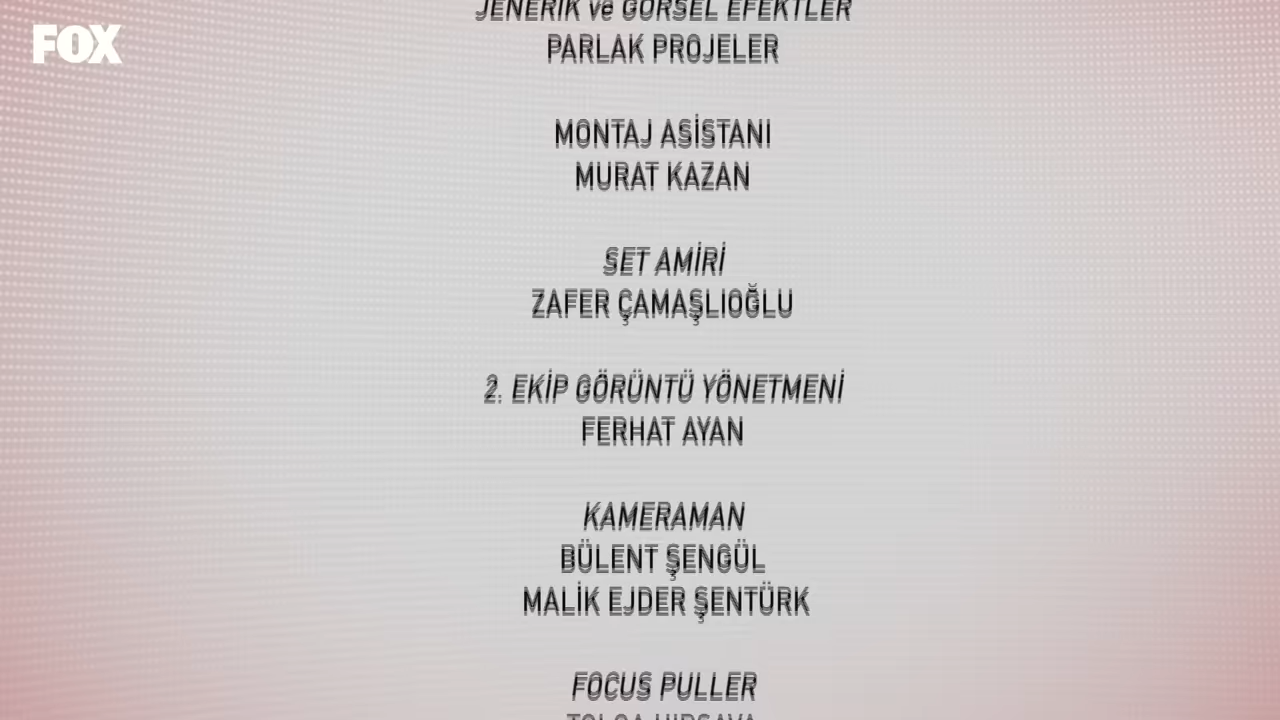 JENERİK ve GÖRSEL EFEKTLER
FOX
PARLAK PROJELER
MONTAJ ASİSTANI
MURAT KAZAN
SET AMİRİ
ZAFER ÇAMAŞLIOĞLU
2. EKİP GÖRÜNTÜ YÖNETMENİ
FERHAT AYAN
KAMERAMAN
BÜLENT ŞENGÜL
MALİK EJDER ŞENTÜRK
FOCUS PULLER